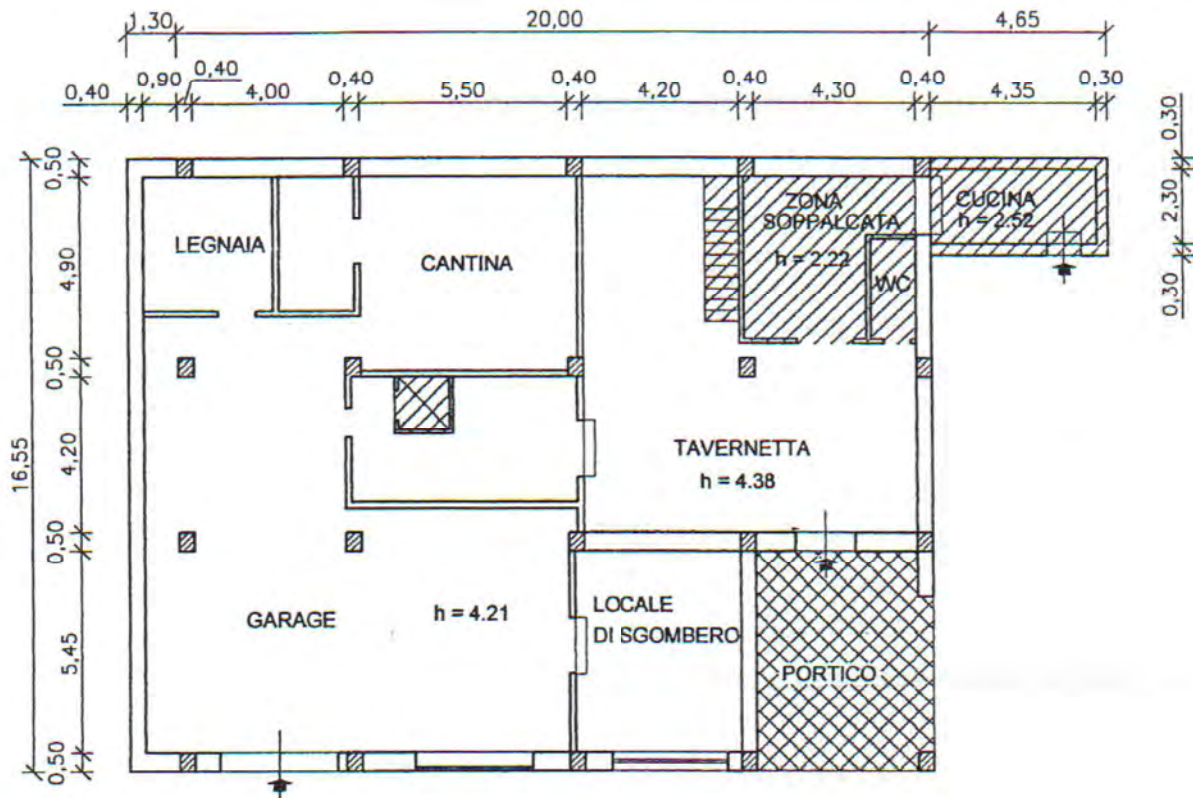 1,30
20,00
4,65
0,40
0,90
0,40
4,00
0,40
5,50
0,40
4,20
0,40
4,30
0,40
4,35
0,30
16,55
0,50
4,90
0,50
4,20
0,50
5,45
0,50
0,30
2,30
0,30
LEGNAIA
CANTINA
ZONA
SOPPALCATA
h = 2.22
WC
CUCINA
h = 2.52
TAVERNETTA
h = 4.38
GARAGE
h = 4.21
LOCALE
DI SGOMBERO
PORTICO